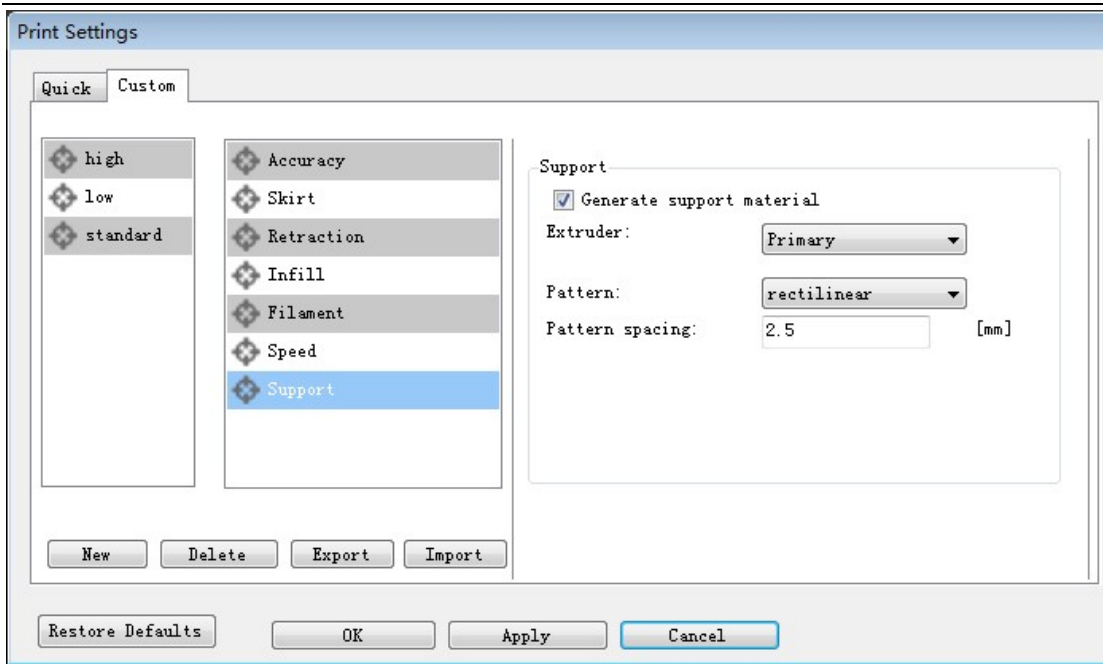 Print Settings
Quick Custom
high
low
standard
Accuracy
Skirt
Retraction
Infill
Filament
Speed
Support
Support
Generate support material
Extruder: Primary
Pattern: rectilinear
Pattern spacing: 2.5 [mm]
New Delete Export Import
Restore Defaults OK Apply Cancel